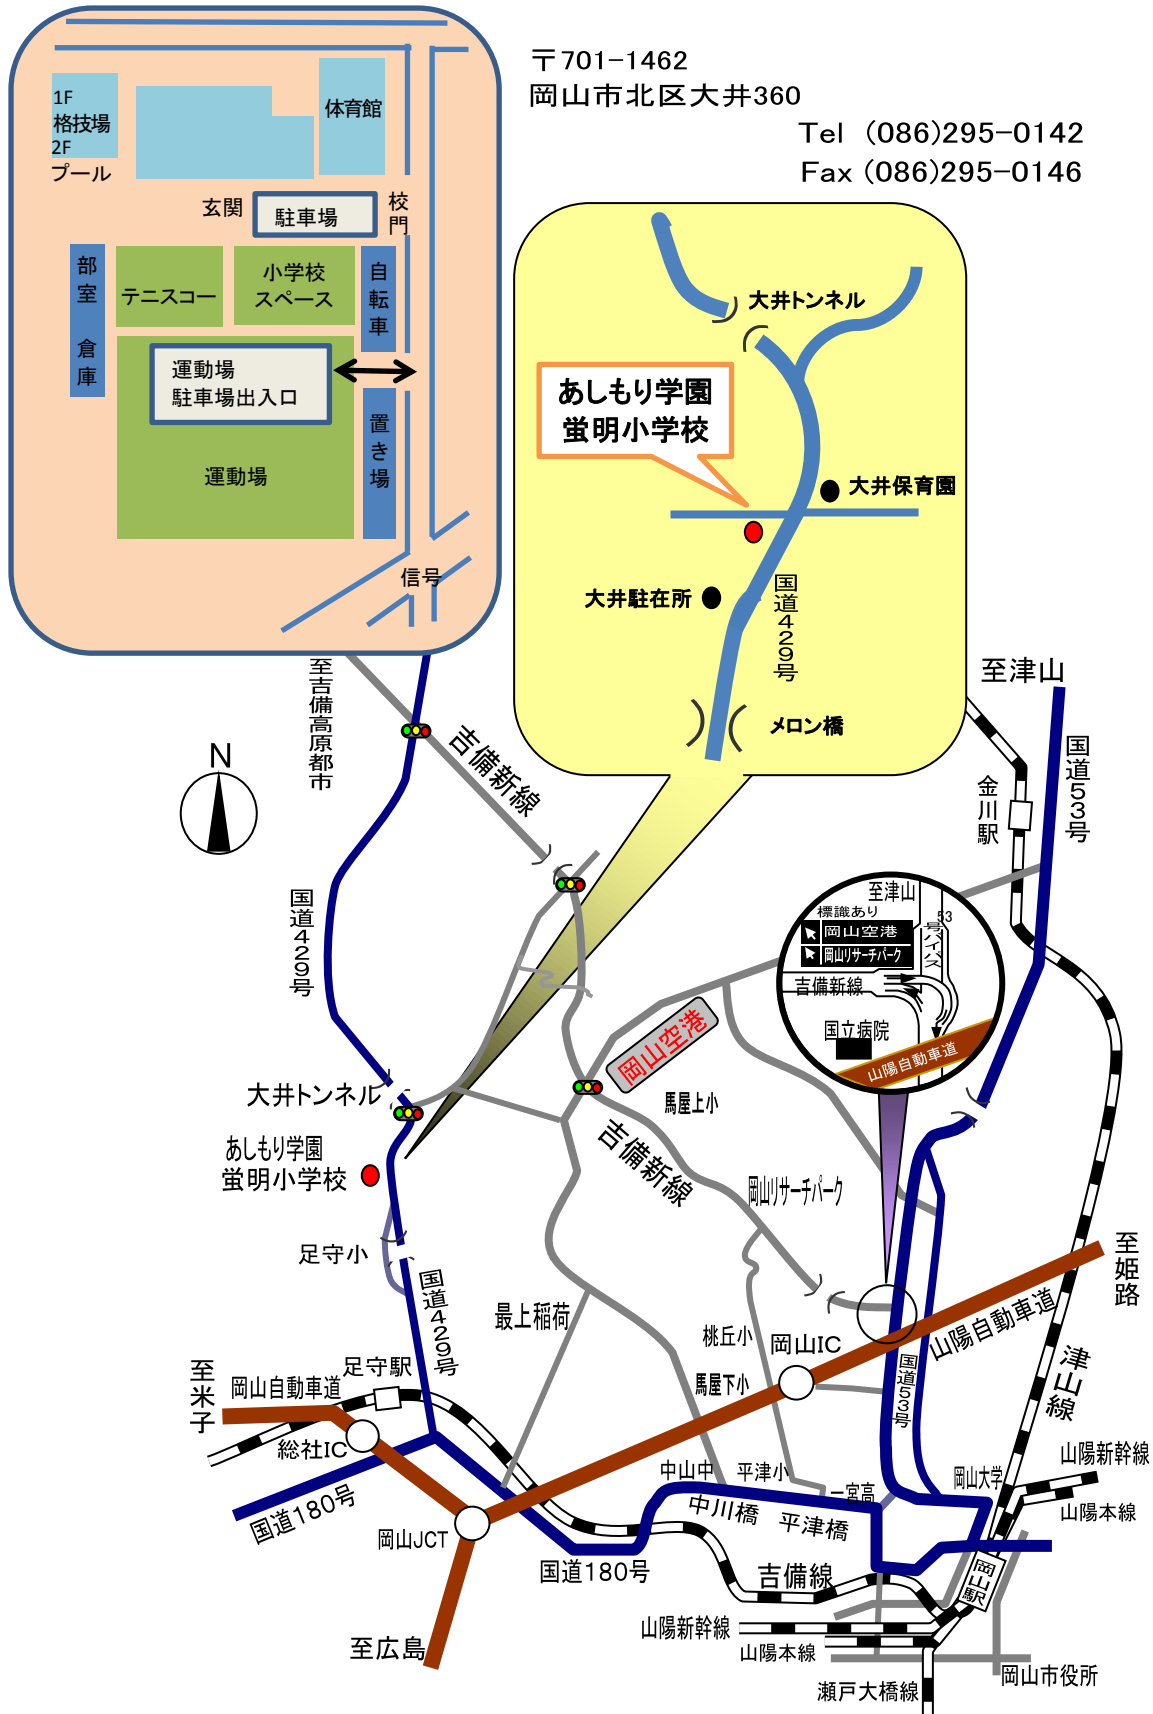 〒701-1462
岡山市北区大井360
Tel (086)295-0142
Fax (086)295-0146
1F
格技場
2F
プール
体育館
玄関
駐車場
校門
部室 倉庫
テニスコー
小学校
スペース
自転車
運動場
駐車場出入口
置き場
運動場
信号
大井トンネル
あしもり学園
蛍明小学校
大井保育園
大井駐在所
国道429号
メロン橋
至吉備高原都市
吉備新線
N
国道429号
至津山
国道53号
金川駅
至津山
標識あり
岡山空港
岡山リサーチパーク
53号バイパス
吉備新線
国立病院
山陽自動車道
岡山空港
馬屋上小
大井トンネル
あしもり学園
蛍明小学校
吉備新線
岡山リサーチパーク
足守小
国道429号
最上稲荷
桃丘小
岡山IC
馬屋下小
山陽自動車道
至姫路
国道53号
津山線
至米子
岡山自動車道
足守駅
総社IC
国道180号
岡山JCT
国道180号
至広島
中山中
平津小
一宮高
中川橋
平津橋
岡山大学
山陽新幹線
山陽本線
吉備線
岡山駅
山陽新幹線
山陽本線
瀬戸大橋線
岡山市役所